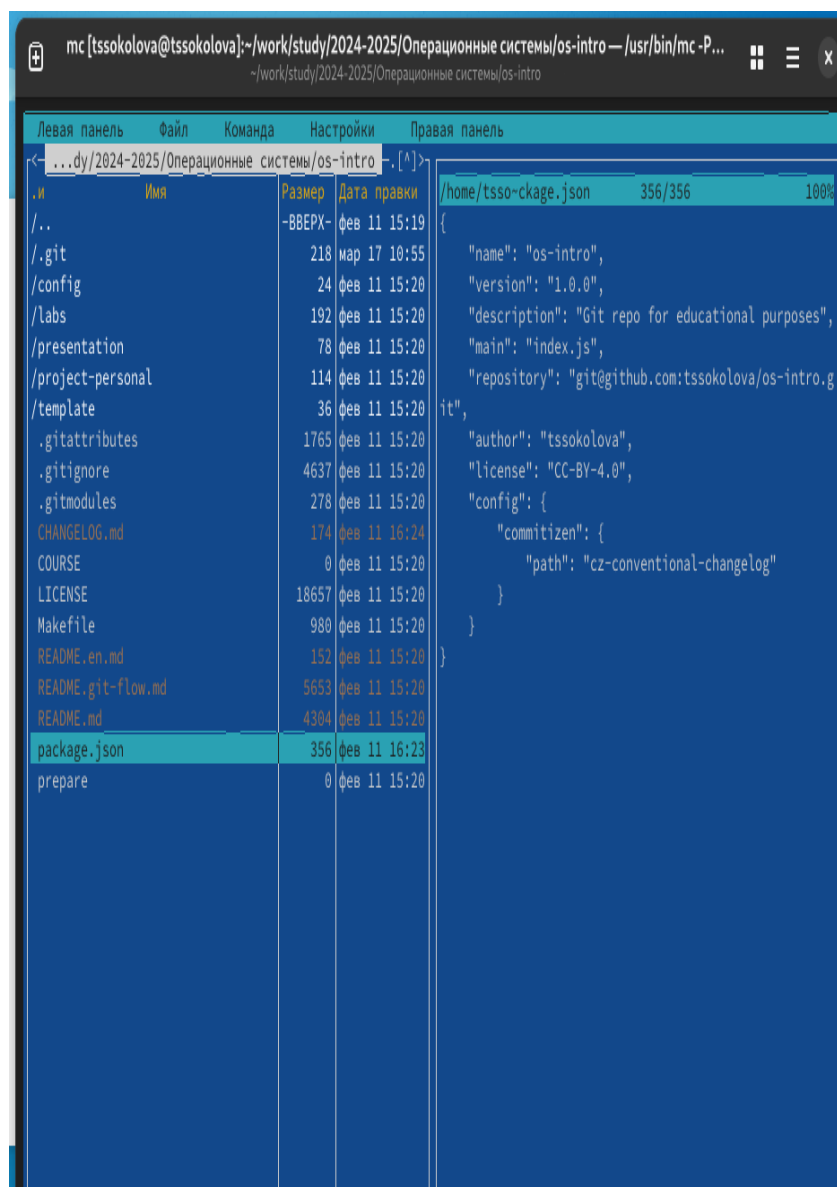 mc [tssokolova@tssokolova]:~/work/study/2024-2025/Операционные системы/os-intro — /usr/bin/mc -P...
~/work/study/2024-2025/Операционные системы/os-intro
Левая панель Файл Команда Настройки Правая панель
<- ...dy/2024-2025/Операционные системы/os-intro -.[^]>
.и Имя Размер Дата правки
/.. -ВВЕРХ- фев 11 15:19
/.git 218 мар 17 10:55
/config 24 фев 11 15:20
/labs 192 фев 11 15:20
/presentation 78 фев 11 15:20
/project-personal 114 фев 11 15:20
/template 36 фев 11 15:20
.gitattributes 1765 фев 11 15:20
.gitignore 4637 фев 11 15:20
.gitmodules 278 фев 11 15:20
CHANGELOG.md 174 фев 11 16:24
COURSE 0 фев 11 15:20
LICENSE 18657 фев 11 15:20
Makefile 980 фев 11 15:20
README.en.md 152 фев 11 15:20
README.git-flow.md 5653 фев 11 15:20
README.md 4304 фев 11 15:20
package.json 356 фев 11 16:23
prepare 0 фев 11 15:20
/home/tsso~ckage.json 356/356 100%
{
"name": "os-intro",
"version": "1.0.0",
"description": "Git repo for educational purposes",
"main": "index.js",
"repository": "git@github.com:tssokolova/os-intro.g
it",
"author": "tssokolova",
"license": "CC-BY-4.0",
"config": {
"commitizen": {
"path": "cz-conventional-changelog"
}
}
}